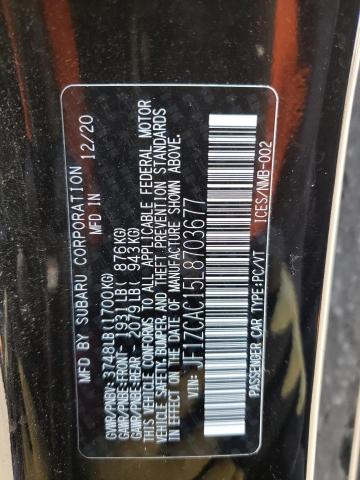 MFD IN BY SUBARU CORPORATION 12/20
GVWR/PNBV: 3748LB(1700KG)
GAWR/PNBE:FRONT- 1931LB( 876KG)
GAWR/PNBE:REAR- 2079LB( 943KG)
THIS VEHICLE CONFORMS TO ALL APPLICABLE FEDERAL MOTOR
VEHICLE SAFETY,BUMPER AND THEFT PREVENTION STANDARDS
IN EFFECT ON THE DATE OF MANUFACTURE SHOWN ABOVE.
VIN: JF1ZCAC15L8703677
PASSENGER CAR TYPE:PC/VT ICES/NMB-002